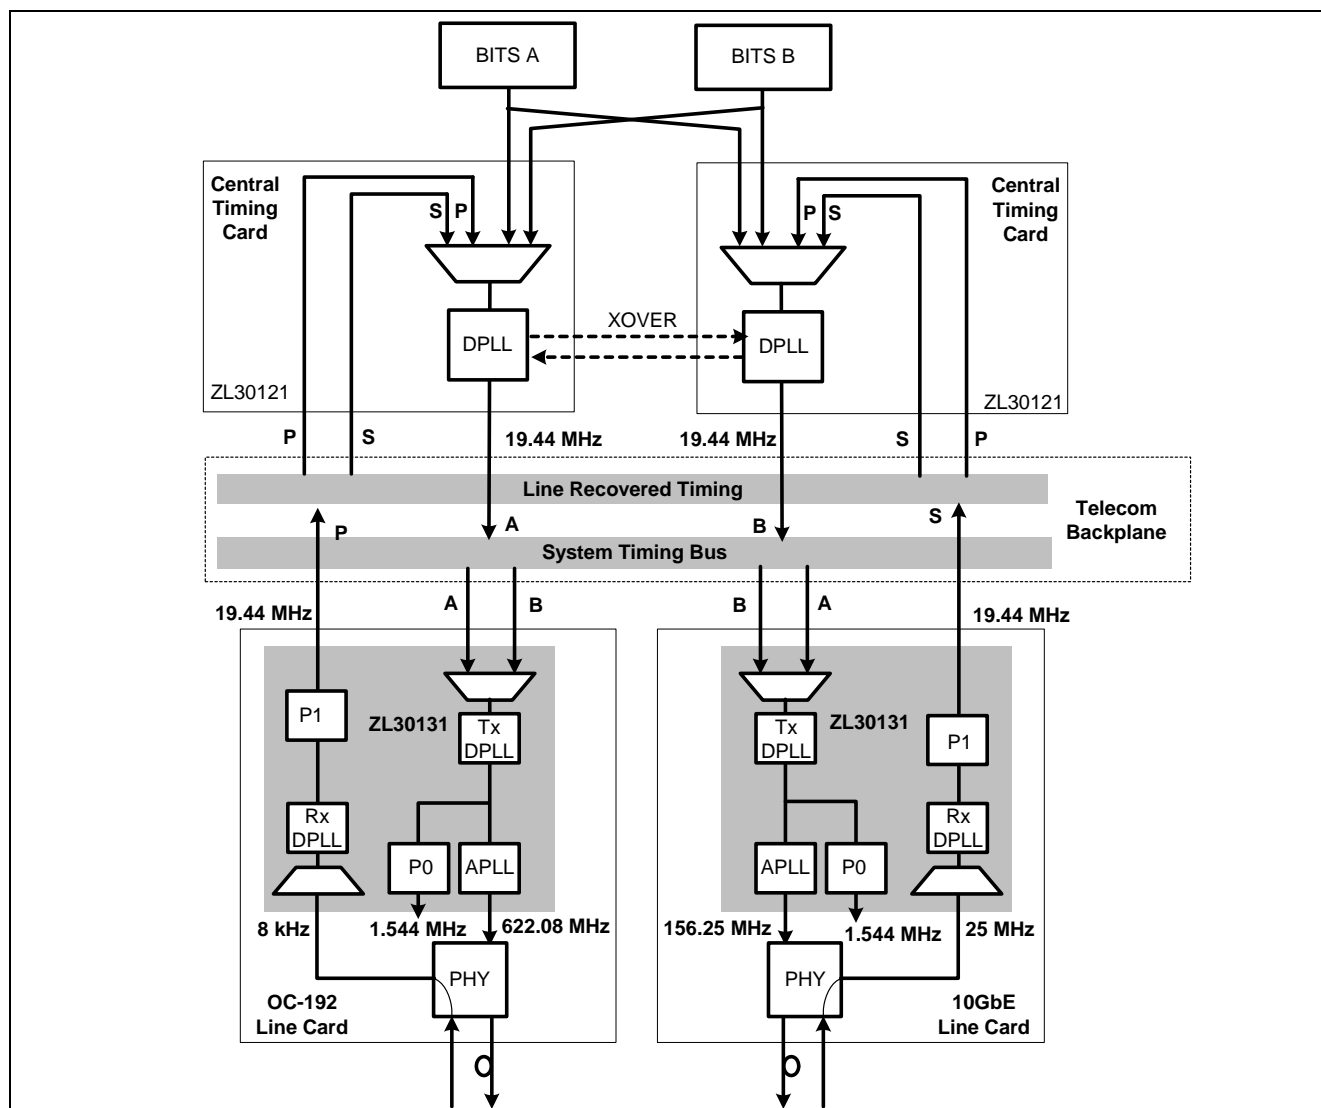 BITS A
BITS B
Central
Timing
Card
S P
P S
Central
Timing
Card
XOVER
DPLL
DPLL
ZL30121
ZL30121
P
S
19.44 MHz
19.44 MHz
S
P
Line Recovered Timing
Telecom
Backplane
P
A
B
S
System Timing Bus
19.44 MHz
A
B
B
A
19.44 MHz
P1
ZL30131
Tx
DPLL
Tx
DPLL
ZL30131
P1
Rx
DPLL
Rx
DPLL
P0
APLL
APLL
P0
8 kHz
1.544 MHz
622.08 MHz
156.25 MHz
1.544 MHz
25 MHz
PHY
PHY
OC-192
Line Card
10GbE
Line Card